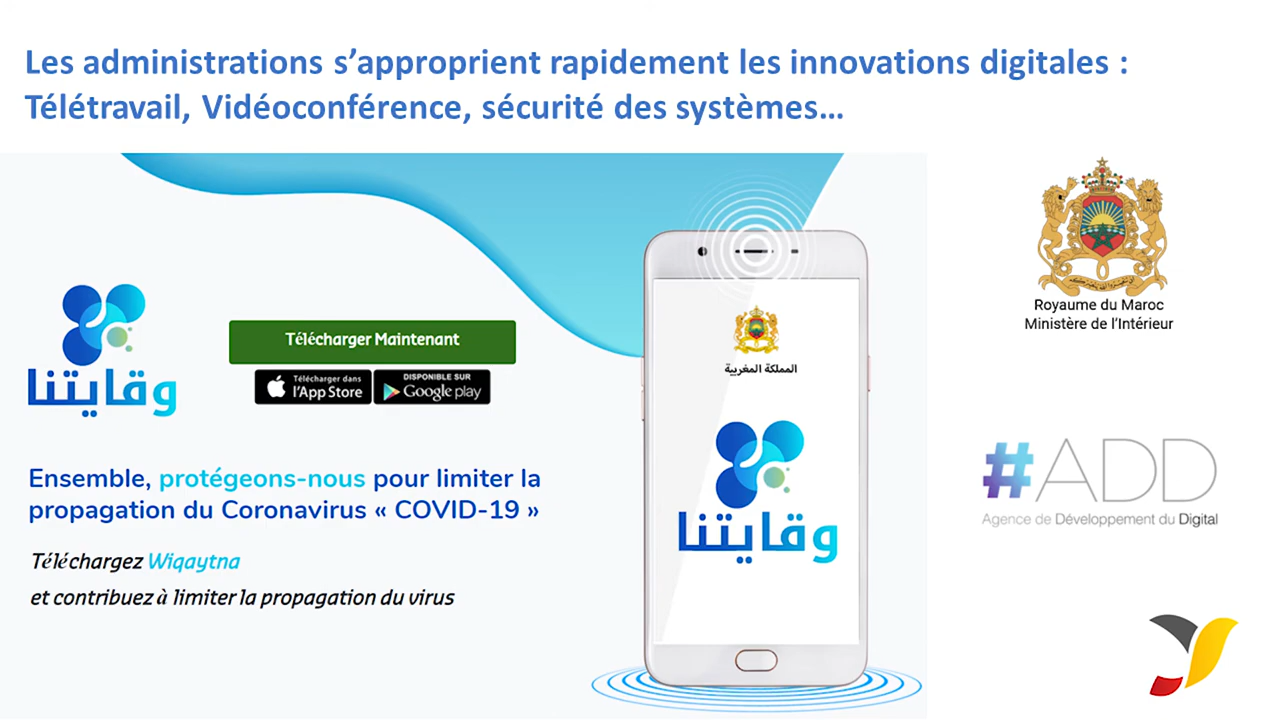 Les administrations s’approprient rapidement les innovations digitales :
Télétravail, Vidéoconférence, sécurité des systèmes…
Royaume du Maroc
Ministère de l'Intérieur
وقايتنا
Télécharger Maintenant
Télécharger dans
l'App Store
DISPONIBLE SUR
Google play
Ensemble, protégeons-nous pour limiter la
propagation du Coronavirus « COVID-19 »
Téléchargez Wiqaytna
et contribuez à limiter la propagation du virus
المملكة المغربية
وقايتنا
#ADD
Agence de Développement du Digital